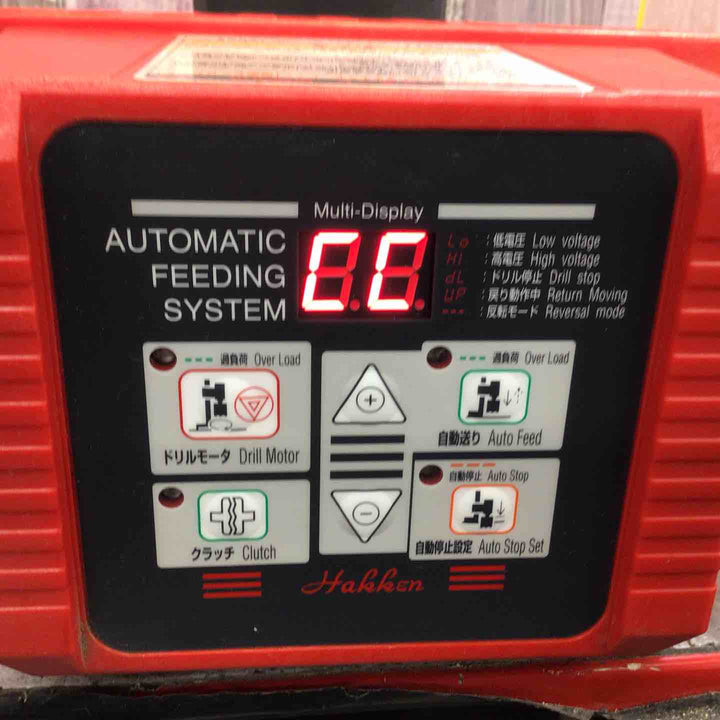 Multi-Display
AUTOMATIC
FEEDING
SYSTEM
CC
Lo : 低電圧 Low voltage
HI : 高電圧 High voltage
dL : ドリル停止 Drill stop
UP : 戻り動作中 Return Moving
--- : 反転モード Reversal mode
--- 過負荷 Over Load
ドリルモータ Drill Motor
--- 過負荷 Over Load
自動送り Auto Feed
クラッチ Clutch
自動停止 Auto Stop
自動停止設定 Auto Stop Set
Hakken